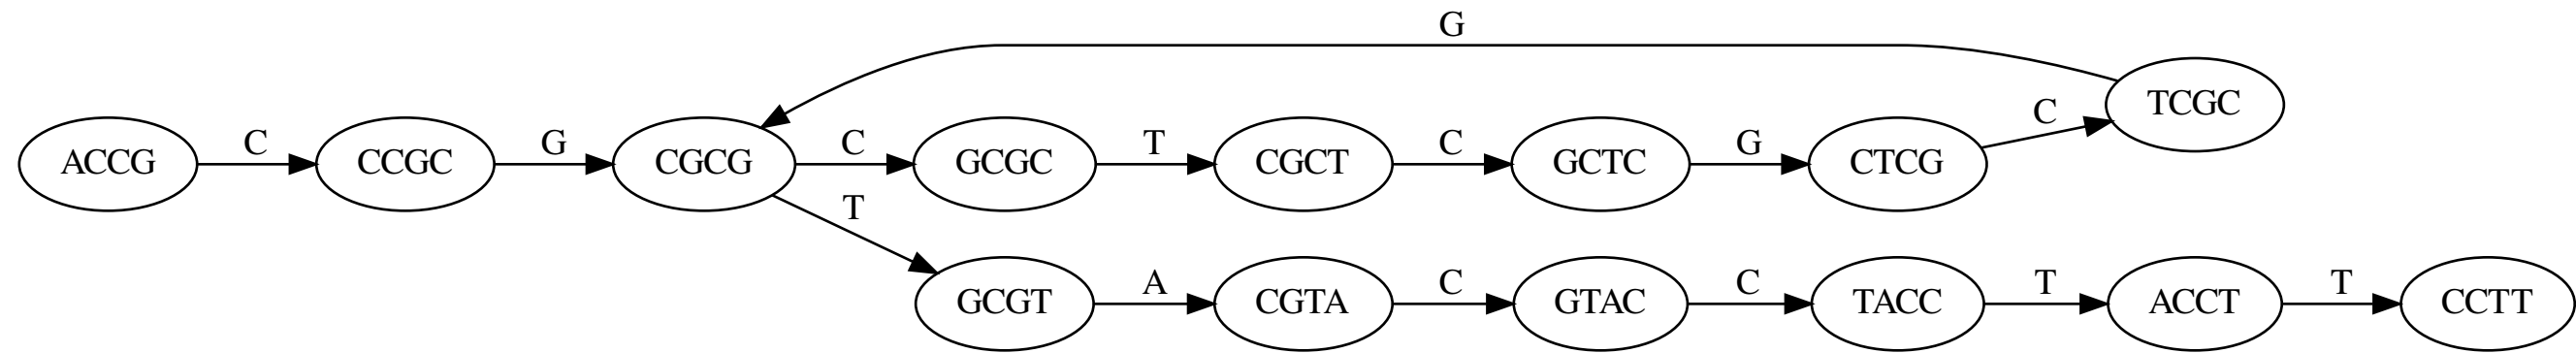 G
ACCG C CCGC G CGCG C GCGC T CGCT C GCTC G CTCG C TCGC
T
GCGT A CGTA C GTAC C TACC T ACCT T CCTT